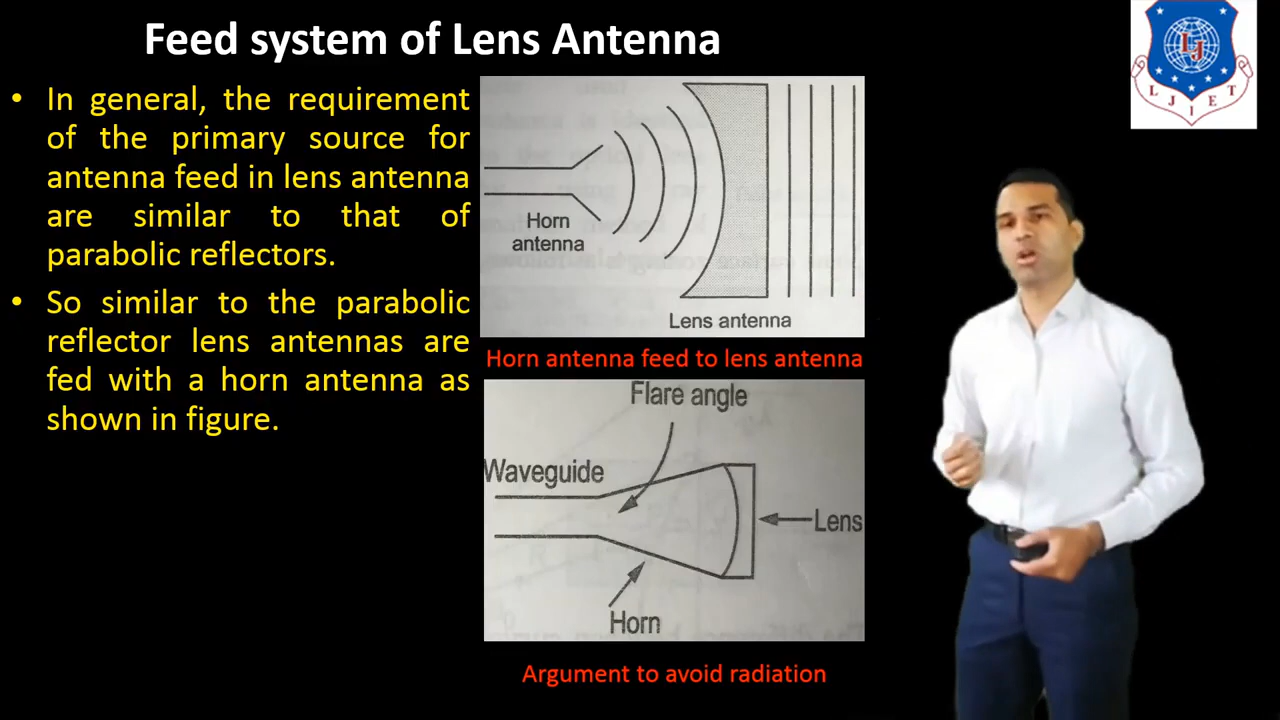 Feed system of Lens Antenna
• In general, the requirement
of the primary source for
antenna feed in lens antenna
are similar to that of
parabolic reflectors.
• So similar to the parabolic
reflector lens antennas are
fed with a horn antenna as
shown in figure.
Horn
antenna
Lens antenna
Horn antenna feed to lens antenna
Flare angle
Waveguide
Lens
Horn
Argument to avoid radiation
LJ
LJIET